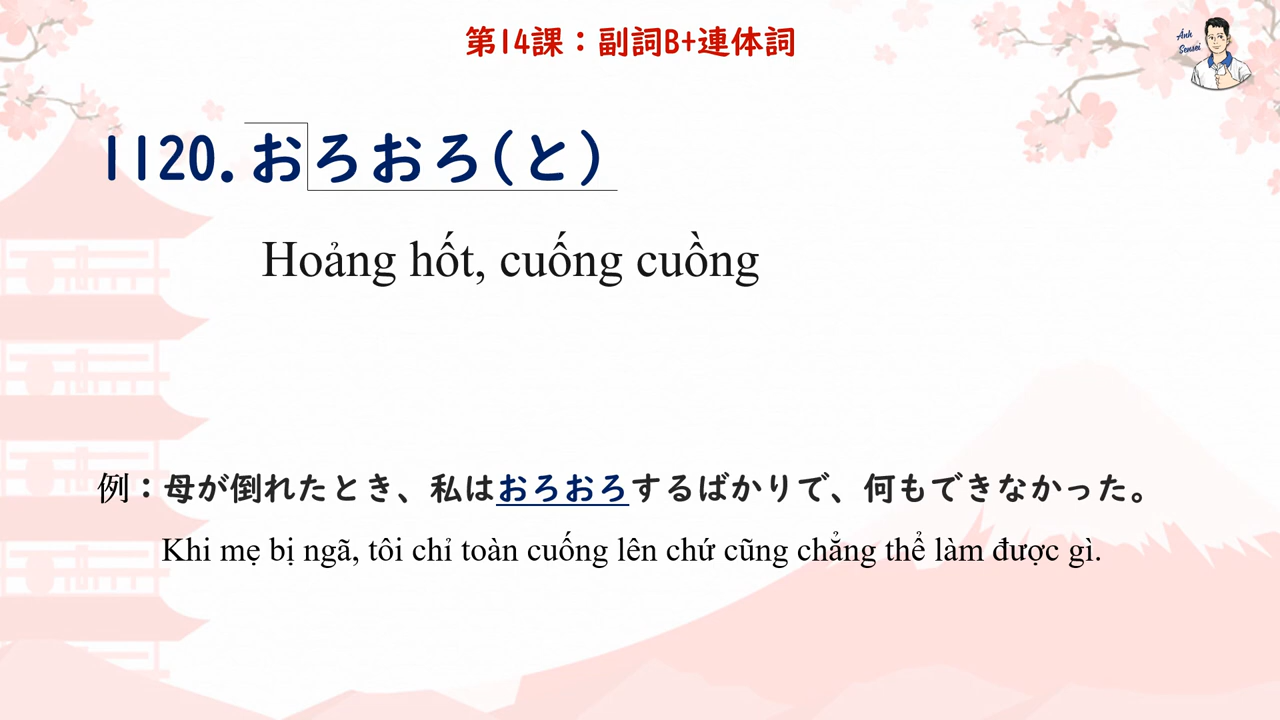 第14課：副詞B+連体詞
Anh
Sensei
1120.おろおろ(と)
Hoảng hốt, cuống cuồng
例：母が倒れたとき、私はおろおろするばかりで、何もできなかった。
Khi mẹ bị ngã, tôi chỉ toàn cuống lên chứ cũng chẳng thể làm được gì.